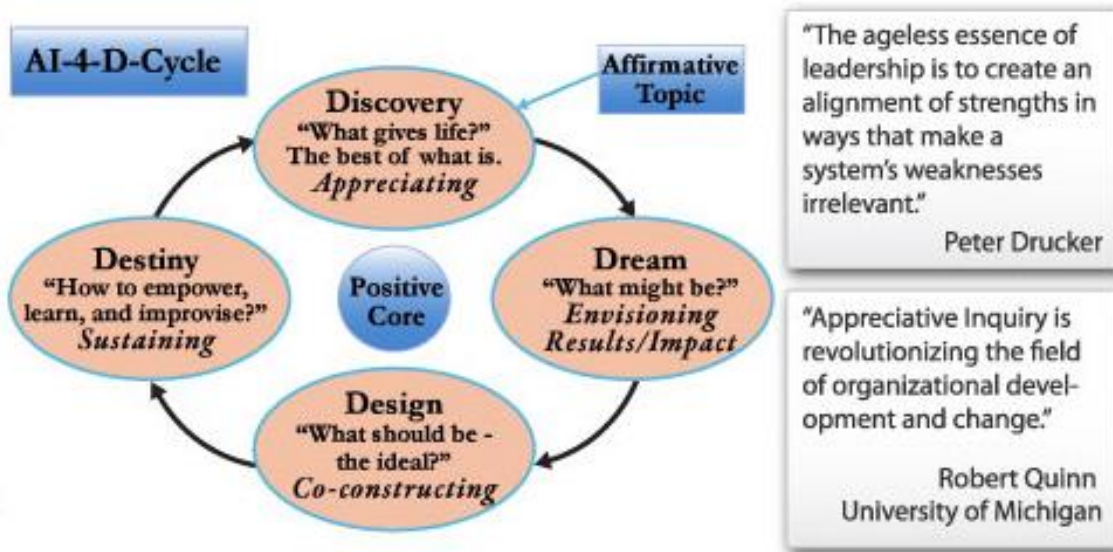 AI-4-D-Cycle
Affirmative
Topic
Discovery
“What gives life?”
The best of what is.
Appreciating
Destiny
“How to empower,
learn, and improvise?”
Sustaining
Positive
Core
Dream
“What might be?”
Envisioning
Results/Impact
Design
“What should be -
the ideal?”
Co-constructing
“The ageless essence of
leadership is to create an
alignment of strengths in
ways that make a
system’s weaknesses
irrelevant.”
Peter Drucker
“Appreciative Inquiry is
revolutionizing the field
of organizational devel-
opment and change.”
Robert Quinn
University of Michigan